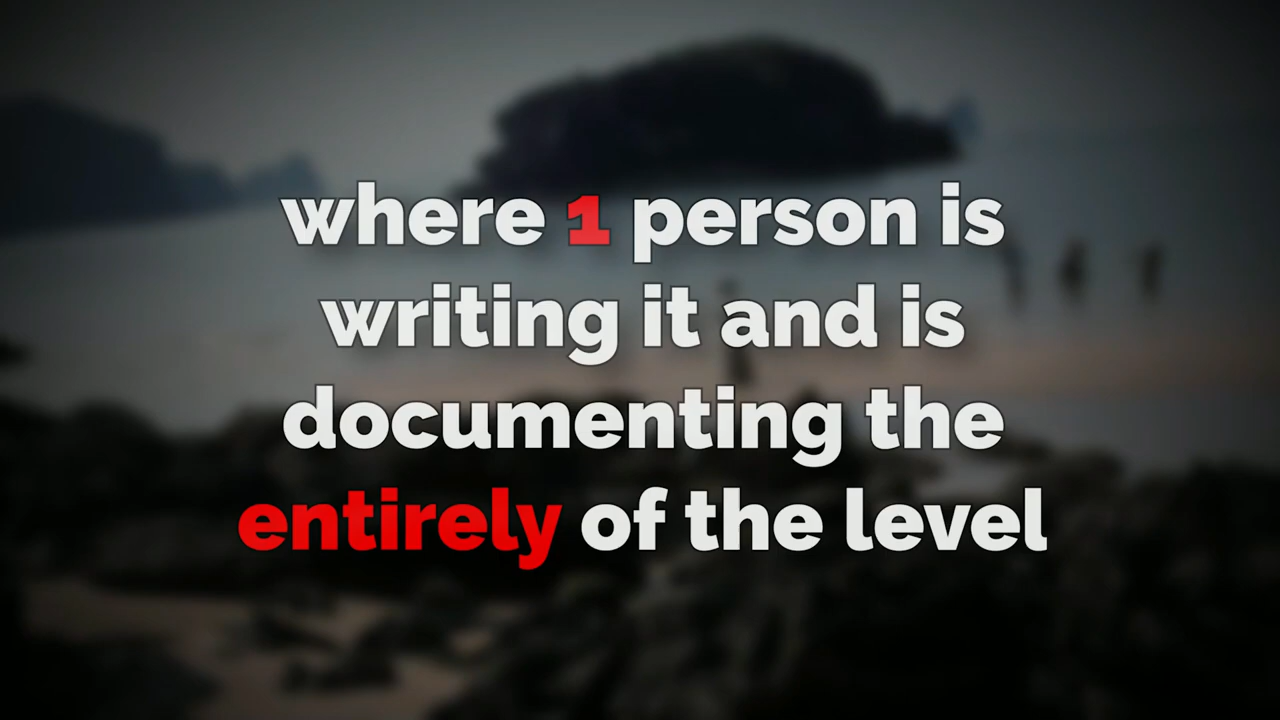 where 1 person is
writing it and is
documenting the
entirely of the level